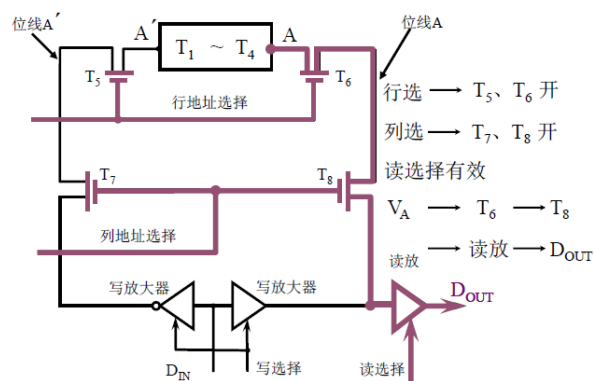 位线A′
A′
T1 ~ T4
A
位线A
T5
T6
行地址选择
行选 → T5、T6 开
列选 → T7、T8 开
T7
T8
读选择有效
VA → T6 → T8
→ 读放 → DOUT
列地址选择
写放大器
写放大器
读放
DOUT
DIN
写选择
读选择